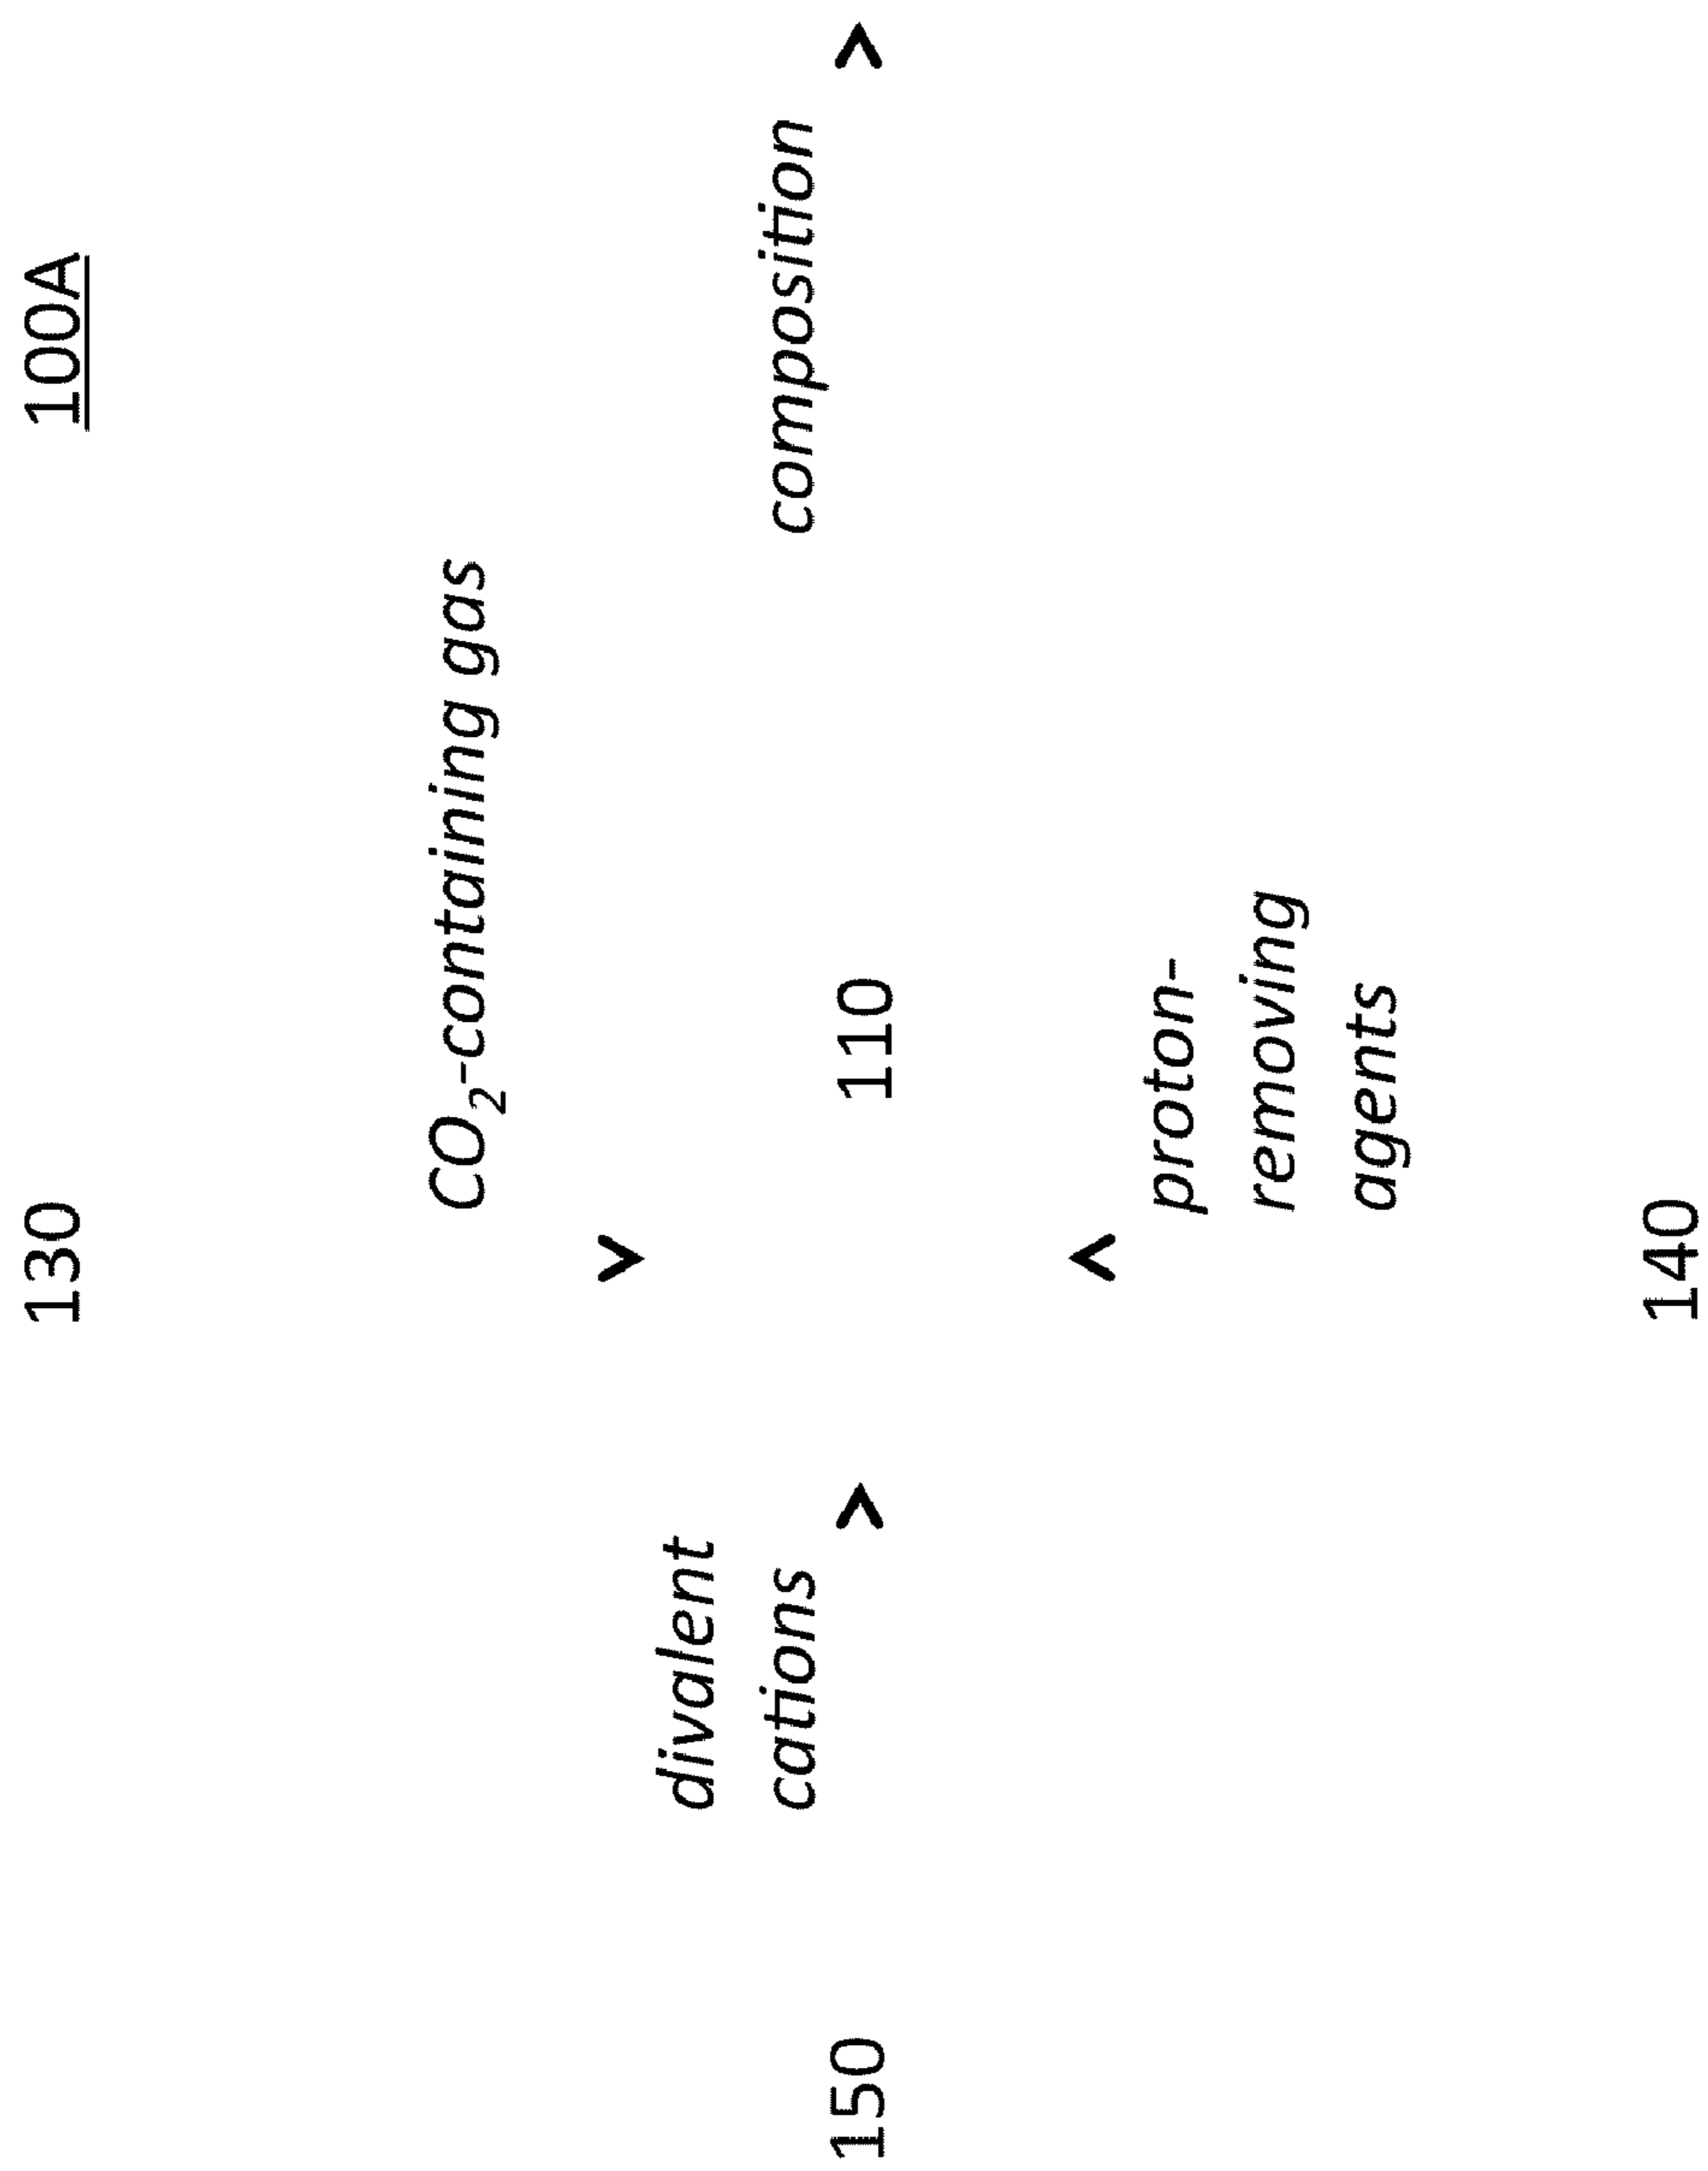 130
100A
CO₂-containing gas
divalent
cations
composition
150
110
proton-
removing
agents
140